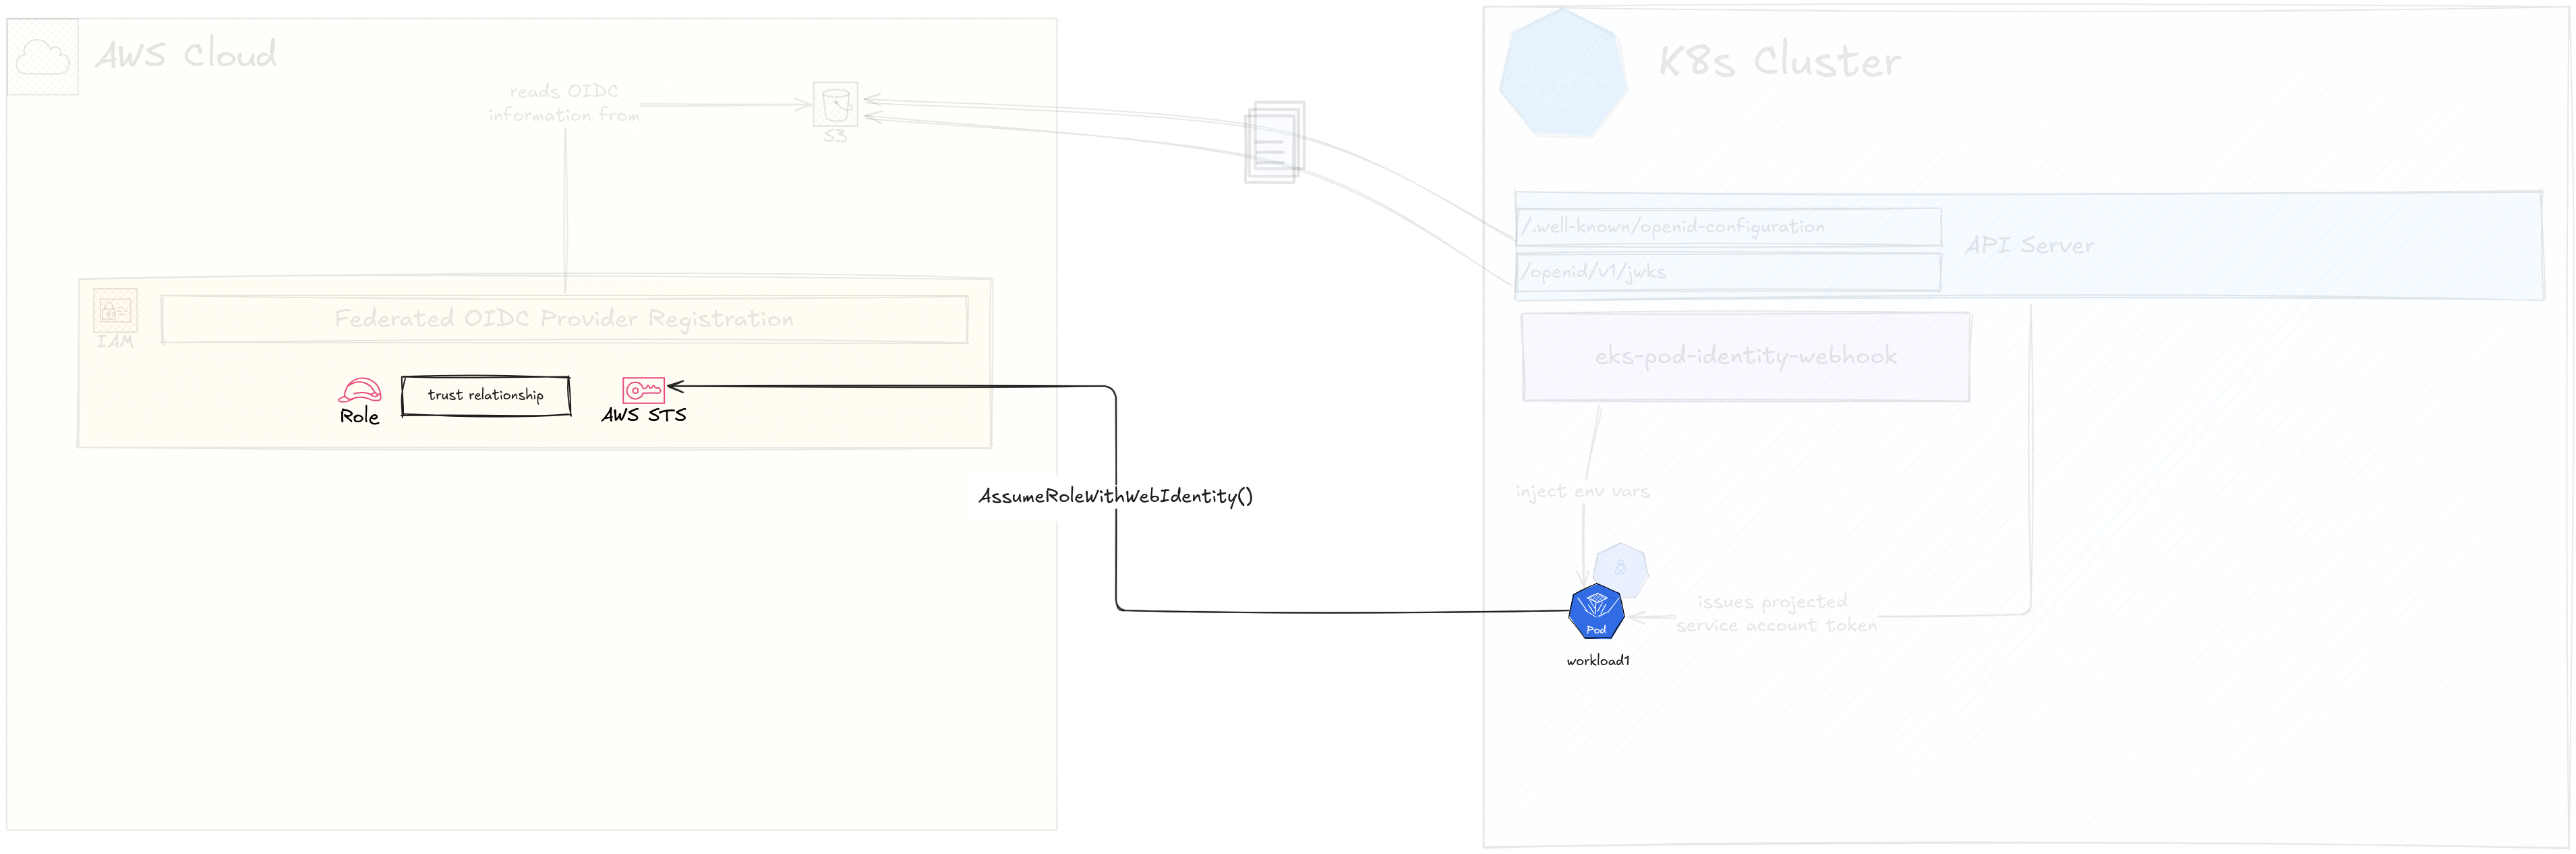 AWS Cloud
reads OIDC
information from
S3
Federated OIDC Provider Registration
IAM
Role
trust relationship
AWS STS
AssumeRoleWithWebIdentity()
K8s Cluster
/.well-known/openid-configuration
/openid/v1/jwks
API Server
eks-pod-identity-webhook
inject env vars
issues projected
service account token
Pod
workload1